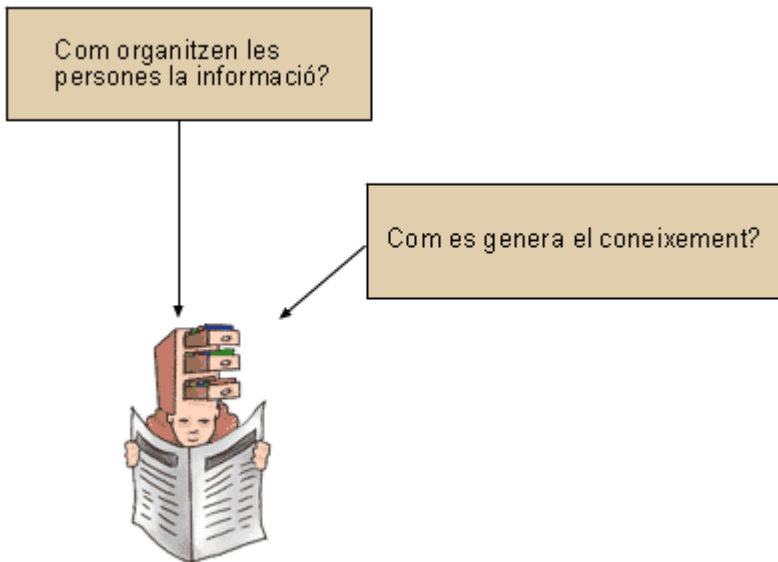 Com organitzen les
persones la informació?
Com es genera el coneixement?